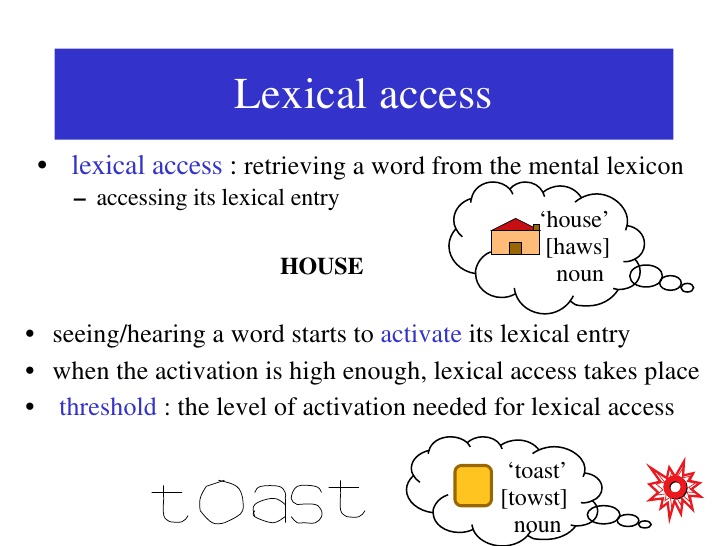 Lexical access
• lexical access : retrieving a word from the mental lexicon
– accessing its lexical entry
‘house’
[haws]
noun
HOUSE
• seeing/hearing a word starts to activate its lexical entry
• when the activation is high enough, lexical access takes place
• threshold : the level of activation needed for lexical access
toast
‘toast’
[towst]
noun